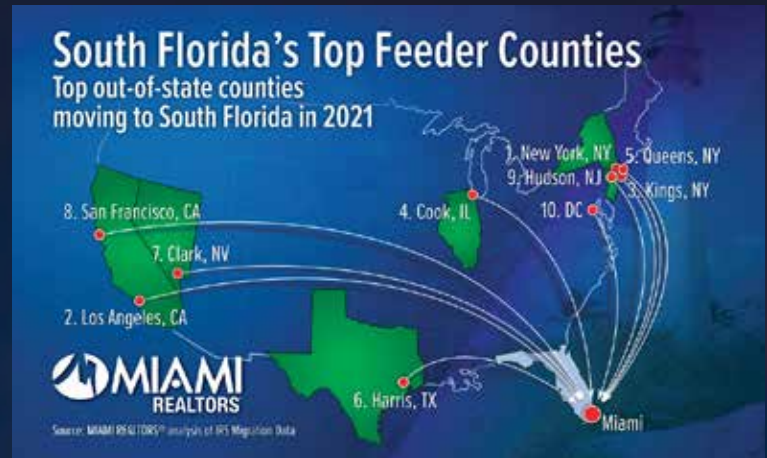 South Florida's Top Feeder Counties
Top out-of-state counties
moving to South Florida in 2021
1. New York, NY
5. Queens, NY
9. Hudson, NJ
3. Kings, NY
4. Cook, IL
10. DC
8. San Francisco, CA
7. Clark, NV
2. Los Angeles, CA
6. Harris, TX
Miami
MIAMI
REALTORS
Source: MIAMI REALTORS® analysis of IRS Migration Data